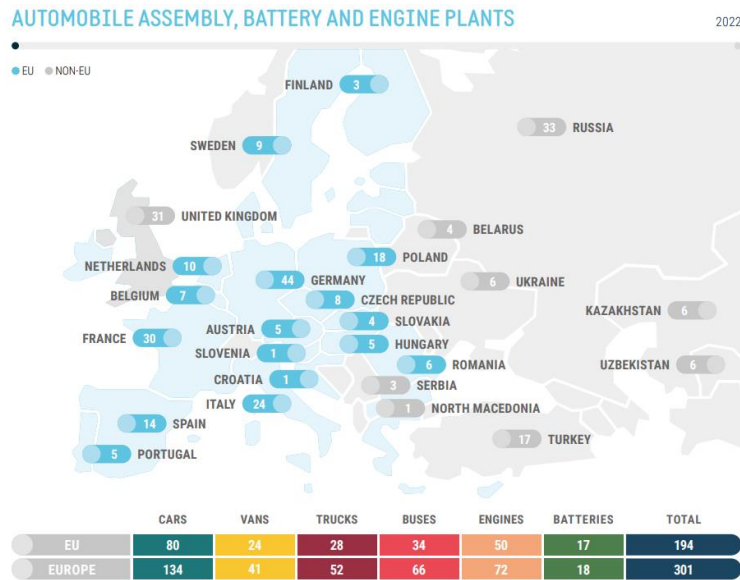 AUTOMOBILE ASSEMBLY, BATTERY AND ENGINE PLANTS
2022
EU NON-EU
FINLAND 3
33 RUSSIA
SWEDEN 9
31 UNITED KINGDOM
4 BELARUS
18 POLAND
NETHERLANDS 10
44 GERMANY
6 UKRAINE
BELGIUM 7
8 CZECH REPUBLIC
KAZAKHSTAN 6
4 SLOVAKIA
AUSTRIA 5
FRANCE 30
5 HUNGARY
SLOVENIA 1
6 ROMANIA
UZBEKISTAN 6
CROATIA 1
3 SERBIA
ITALY 24
1 NORTH MACEDONIA
14 SPAIN
17 TURKEY
5 PORTUGAL
CARS VANS TRUCKS BUSES ENGINES BATTERIES TOTAL
EU 80 24 28 34 50 17 194
EUROPE 134 41 52 66 72 18 301